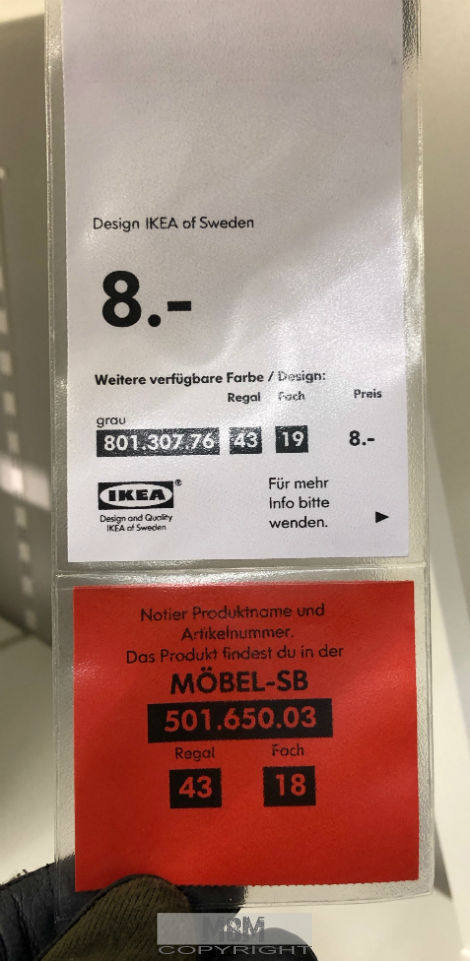 Design IKEA of Sweden
8.-
Weitere verfügbare Farbe / Design:
Regal Fach Preis
grau
801.307.76 43 19 8.-
IKEA®
Design and Quality
IKEA of Sweden
Für mehr
Info bitte
wenden.
Notier Produktname und
Artikelnummer.
Das Produkt findest du in der
MÖBEL-SB
501.650.03
Regal Fach
43 18
COPYRIGHT